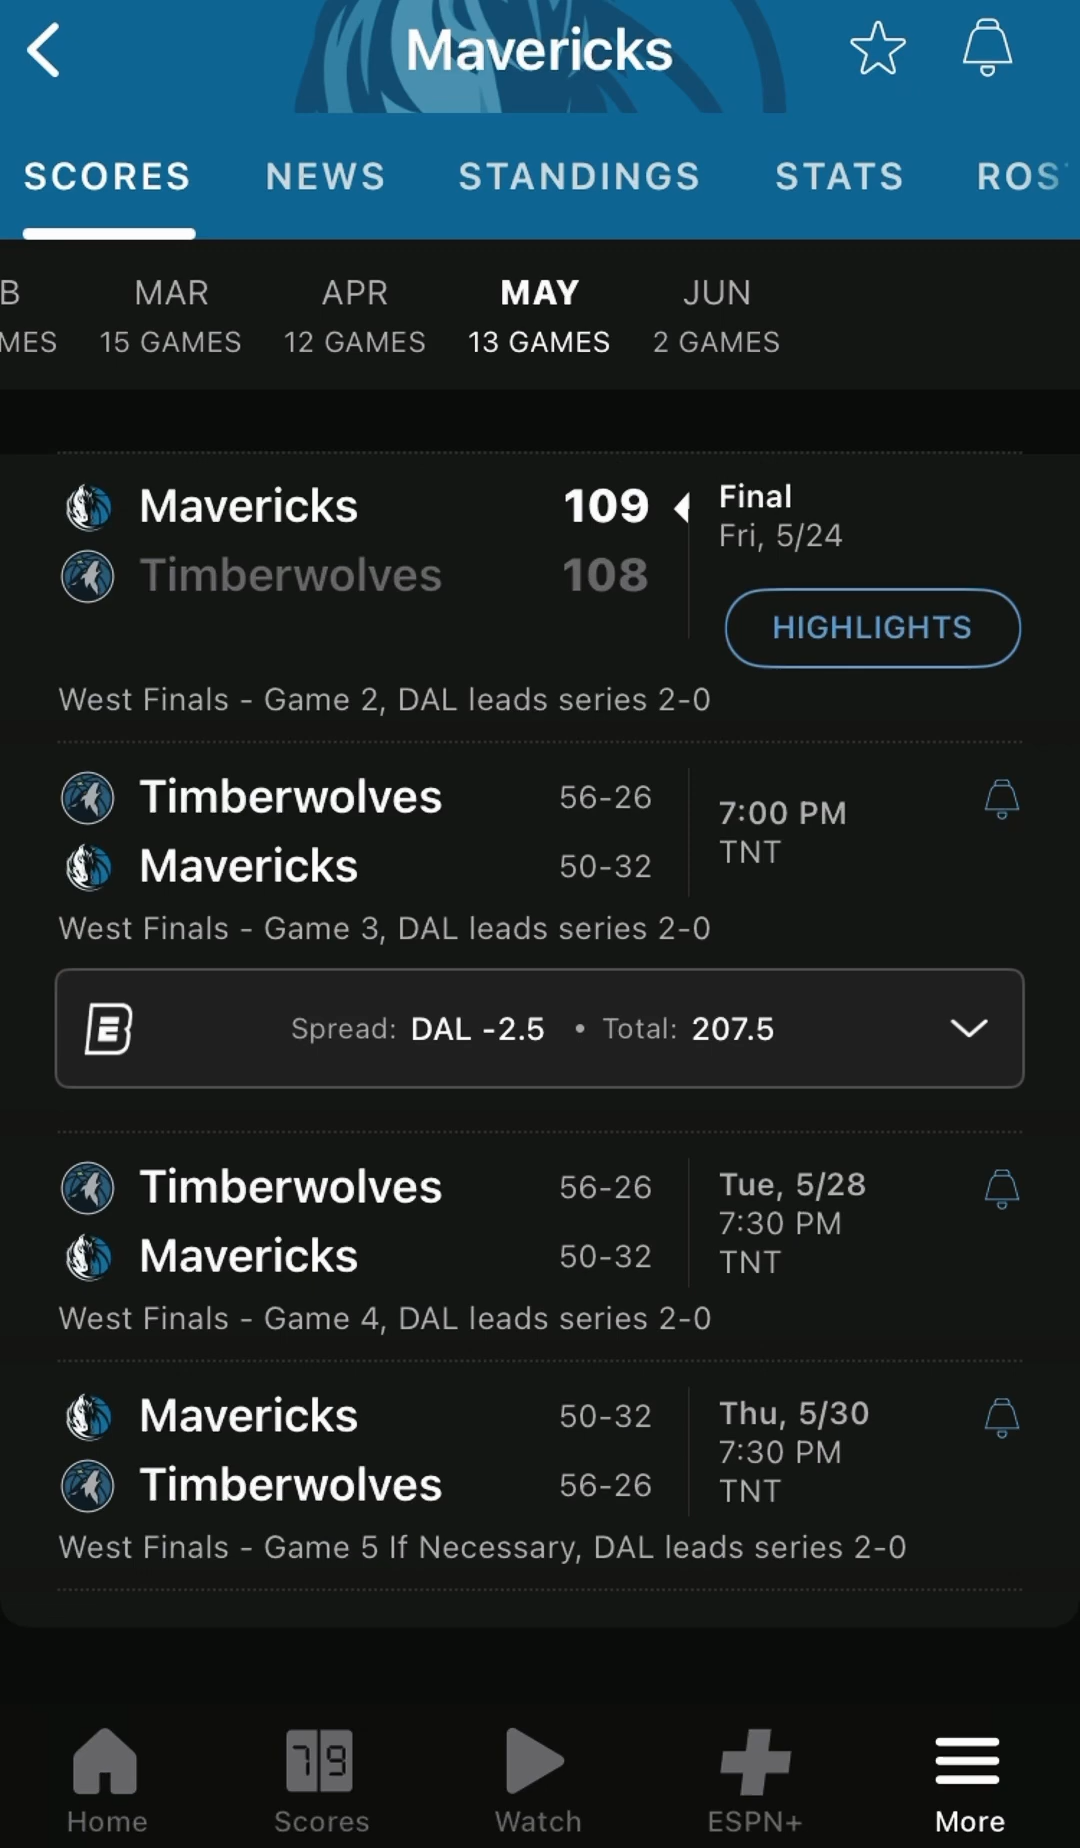 Mavericks
SCORES NEWS STANDINGS STATS ROS
B MAR APR MAY JUN
MES 15 GAMES 12 GAMES 13 GAMES 2 GAMES
Mavericks 109 Final
Fri, 5/24
Timberwolves 108
HIGHLIGHTS
West Finals - Game 2, DAL leads series 2-0
Timberwolves 56-26 7:00 PM
Mavericks 50-32 TNT
West Finals - Game 3, DAL leads series 2-0
Spread: DAL -2.5 • Total: 207.5
Timberwolves 56-26 Tue, 5/28
7:30 PM
Mavericks 50-32 TNT
West Finals - Game 4, DAL leads series 2-0
Mavericks 50-32 Thu, 5/30
7:30 PM
Timberwolves 56-26 TNT
West Finals - Game 5 If Necessary, DAL leads series 2-0
79
Home Scores Watch ESPN+ More